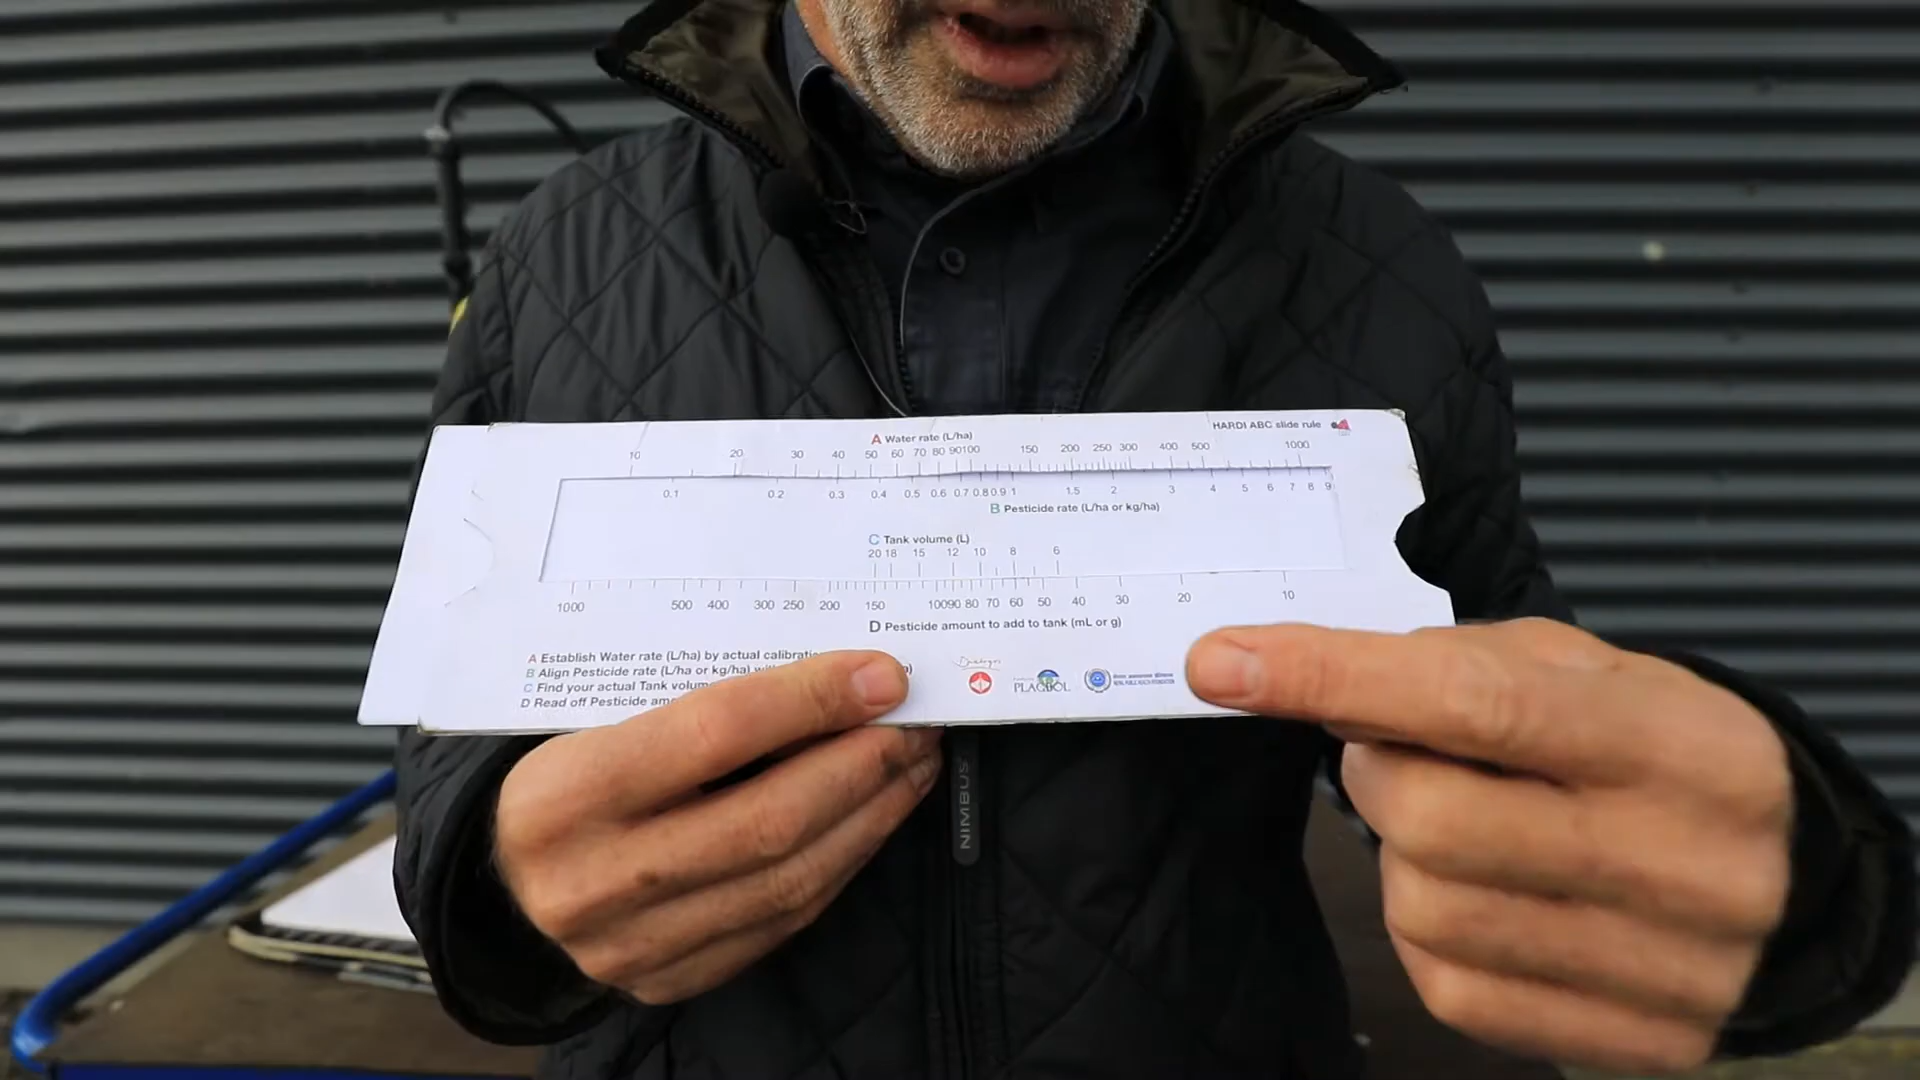 A Water rate (L/ha)
HARDI ABC slide rule
10 20 30 40 50 60 70 80 90100 150 200 250 300 400 500 1000
0.1 0.2 0.3 0.4 0.5 0.6 0.7 0.8 0.9 1 1.5 2 3 4 5 6 7 8 9
B Pesticide rate (L/ha or kg/ha)
C Tank volume (L)
20 18 15 12 10 8 6
1000 500 400 300 250 200 150 10090 80 70 60 50 40 30 20 10
D Pesticide amount to add to tank (mL or g)
A Establish Water rate (L/ha) by actual
B Align Pesticide rate (L/ha or kg/ha)
C Find your actual Tank
D Read off Pesticide
Dialogos
PLAGBOL
NIMBUS